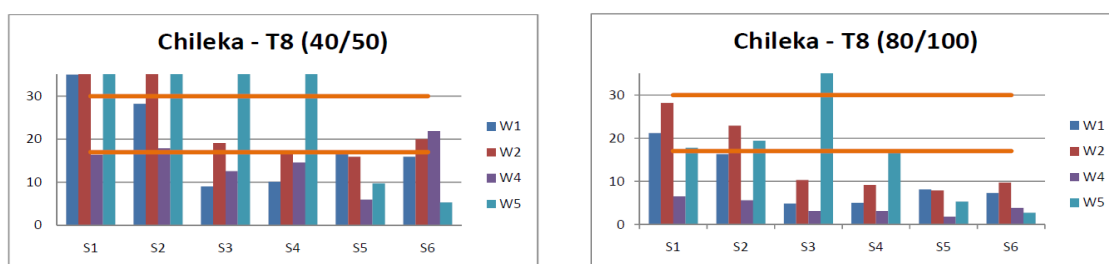 Chileka - T8 (40/50)
30
20
10
0
S1 S2 S3 S4 S5 S6
W1
W2
W4
W5
Chileka - T8 (80/100)
30
20
10
0
S1 S2 S3 S4 S5 S6
W1
W2
W4
W5